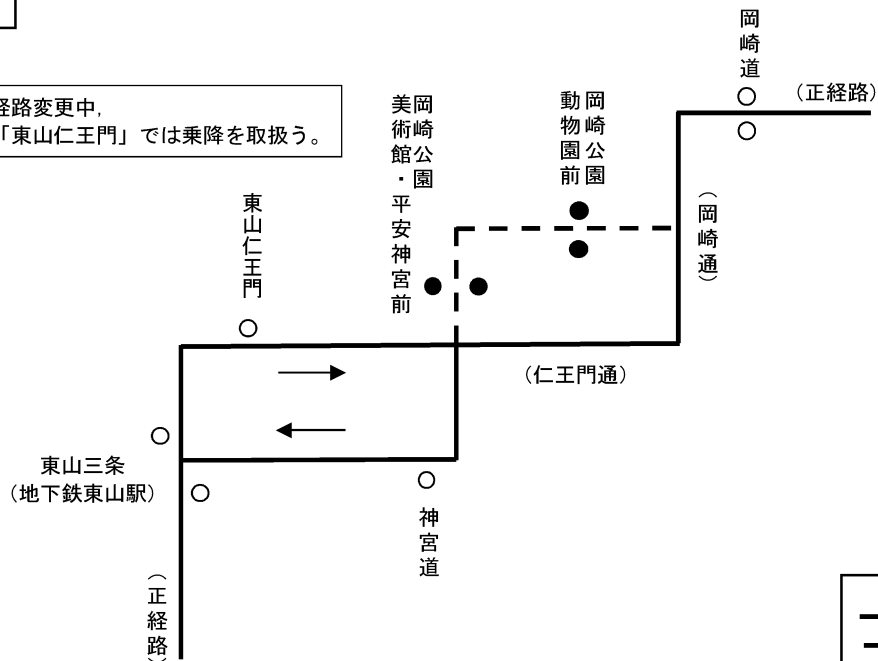 岡崎道
（正経路）
経路変更中,
「東山仁王門」では乗降を取扱う。
岡崎公園
美術館・平安神宮前
岡崎公園
動物園前
東山仁王門
（岡崎通）
（仁王門通）
東山三条
（地下鉄東山駅）
神宮道
（正経路）